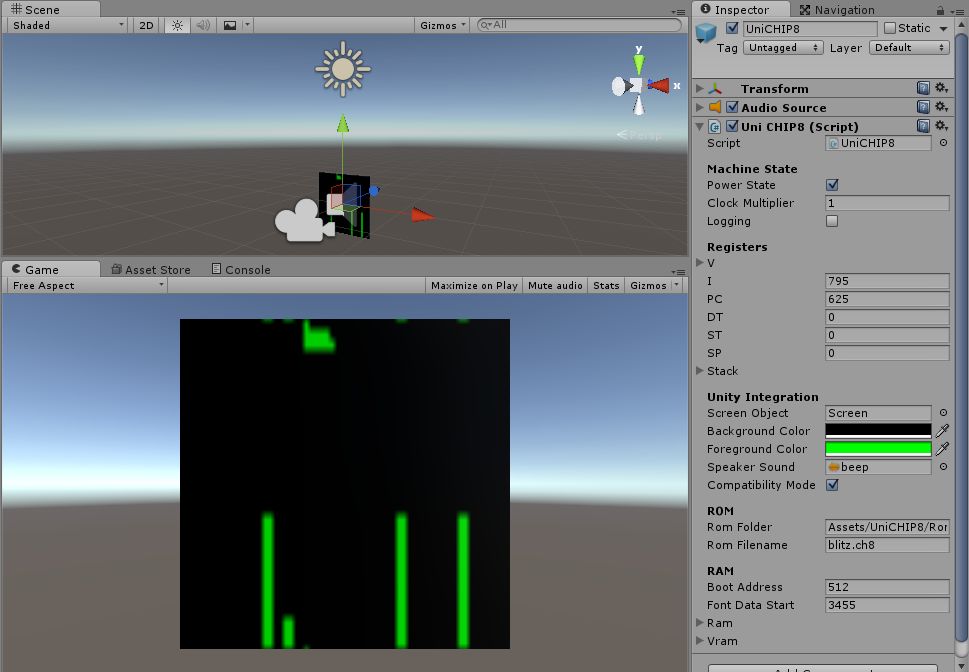 Scene
Shaded 2D Gizmos All
y
x
Persp
Game Asset Store Console
Free Aspect Maximize on Play Mute audio Stats Gizmos
Inspector Navigation
UniCHIP8 Static
Tag Untagged Layer Default
Transform
Audio Source
Uni CHIP8 (Script)
Script UniCHIP8
Machine State
Power State
Clock Multiplier 1
Logging
Registers
V
I 795
PC 625
DT 0
ST 0
SP 0
Stack
Unity Integration
Screen Object Screen
Background Color
Foreground Color
Speaker Sound beep
Compatibility Mode
ROM
Rom Folder Assets/UniCHIP8/Ror
Rom Filename blitz.ch8
RAM
Boot Address 512
Font Data Start 3455
Ram
Vram